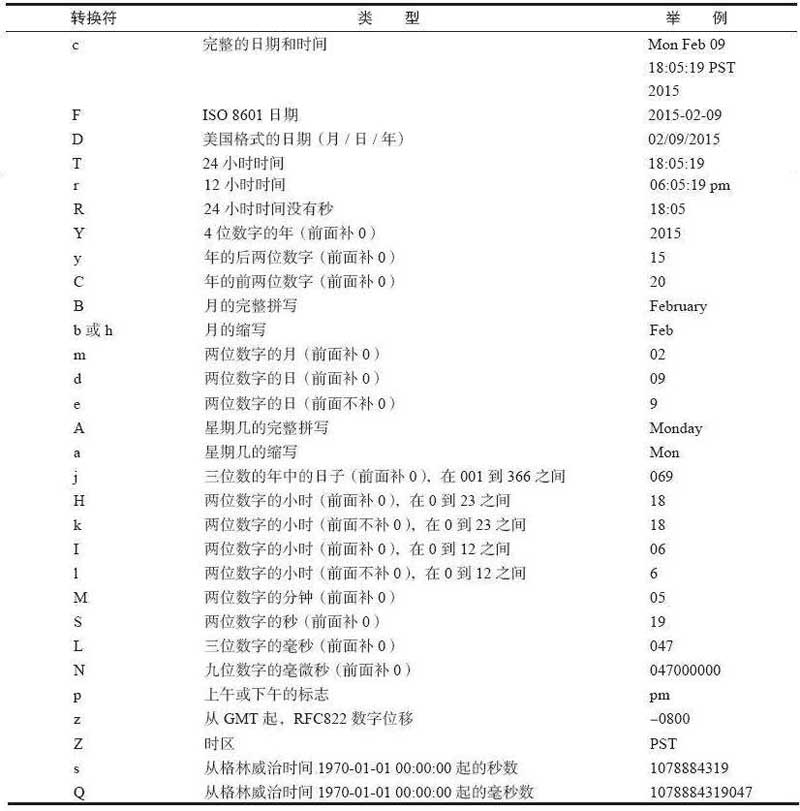 转换符 类 型 举 例
c 完整的日期和时间 Mon Feb 09
18:05:19 PST
2015
F ISO 8601 日期 2015-02-09
D 美国格式的日期（月 / 日 / 年） 02/09/2015
T 24 小时时间 18:05:19
r 12 小时时间 06:05:19 pm
R 24 小时时间没有秒 18:05
Y 4 位数字的年（前面补 0） 2015
y 年的后两位数字（前面补 0） 15
C 年的前两位数字（前面补 0） 20
B 月的完整拼写 February
b 或 h 月的缩写 Feb
m 两位数字的月（前面补 0） 02
d 两位数字的日（前面补 0） 09
e 两位数字的日（前面不补 0） 9
A 星期几的完整拼写 Monday
a 星期几的缩写 Mon
j 三位数的年中的日子（前面补 0），在 001 到 366 之间 069
H 两位数字的小时（前面补 0），在 0 到 23 之间 18
k 两位数字的小时（前面不补 0），在 0 到 23 之间 18
I 两位数字的小时（前面补 0），在 0 到 12 之间 06
l 两位数字的小时（前面不补 0），在 0 到 12 之间 6
M 两位数字的分钟（前面补 0） 05
S 两位数字的秒（前面补 0） 19
L 三位数字的毫秒（前面补 0） 047
N 九位数字的毫微秒（前面补 0） 047000000
p 上午或下午的标志 pm
z 从 GMT 起，RFC822 数字位移 –0800
Z 时区 PST
s 从格林威治时间 1970-01-01 00:00:00 起的秒数 1078884319
Q 从格林威治时间 1970-01-01 00:00:00 起的毫秒数 1078884319047